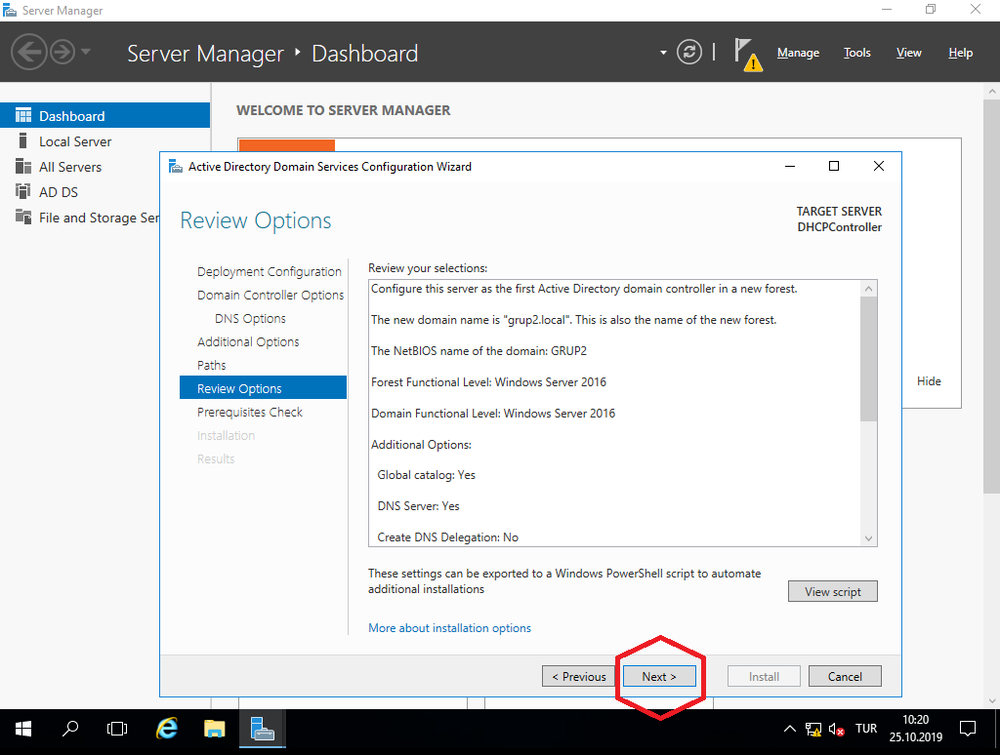 Server Manager
Server Manager ‣ Dashboard
Manage
Tools
View
Help
Dashboard
Local Server
All Servers
AD DS
File and Storage Ser
WELCOME TO SERVER MANAGER
Active Directory Domain Services Configuration Wizard
Review Options
TARGET SERVER
DHCPController
Deployment Configuration
Domain Controller Options
DNS Options
Additional Options
Paths
Review Options
Prerequisites Check
Installation
Results
Review your selections:
Configure this server as the first Active Directory domain controller in a new forest.
The new domain name is "grup2.local". This is also the name of the new forest.
The NetBIOS name of the domain: GRUP2
Forest Functional Level: Windows Server 2016
Domain Functional Level: Windows Server 2016
Additional Options:
Global catalog: Yes
DNS Server: Yes
Create DNS Delegation: No
Hide
These settings can be exported to a Windows PowerShell script to automate
additional installations
View script
More about installation options
< Previous
Next >
Install
Cancel
TUR
10:20
25.10.2019